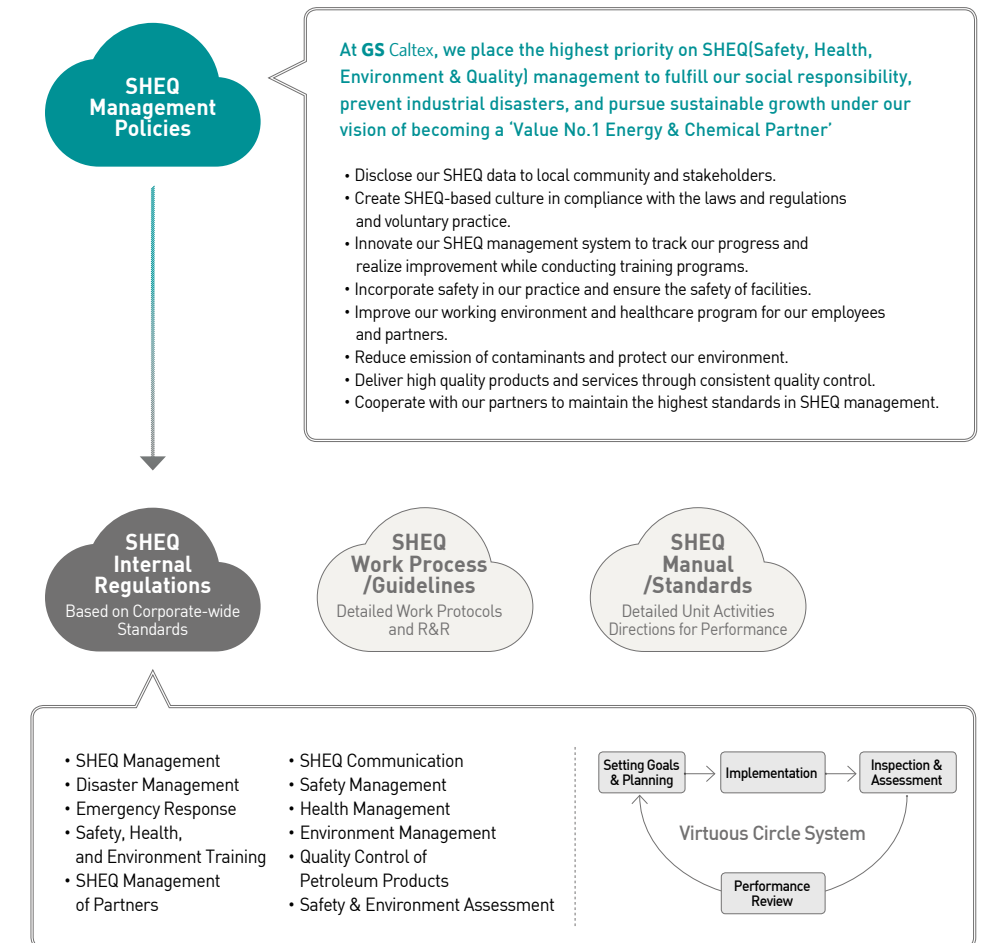 SHEQ
Management
Policies
At GS Caltex, we place the highest priority on SHEQ(Safety, Health,
Environment & Quality) management to fulfill our social responsibility,
prevent industrial disasters, and pursue sustainable growth under our
vision of becoming a 'Value No.1 Energy & Chemical Partner'
• Disclose our SHEQ data to local community and stakeholders.
• Create SHEQ-based culture in compliance with the laws and regulations
and voluntary practice.
• Innovate our SHEQ management system to track our progress and
realize improvement while conducting training programs.
• Incorporate safety in our practice and ensure the safety of facilities.
• Improve our working environment and healthcare program for our employees
and partners.
• Reduce emission of contaminants and protect our environment.
• Deliver high quality products and services through consistent quality control.
• Cooperate with our partners to maintain the highest standards in SHEQ management.
SHEQ
Internal
Regulations
Based on Corporate-wide
Standards
SHEQ
Work Process
/Guidelines
Detailed Work Protocols
and R&R
SHEQ
Manual
/Standards
Detailed Unit Activities
Directions for Performance
• SHEQ Management
• Disaster Management
• Emergency Response
• Safety, Health,
and Environment Training
• SHEQ Management
of Partners
• SHEQ Communication
• Safety Management
• Health Management
• Environment Management
• Quality Control of
Petroleum Products
• Safety & Environment Assessment
Setting Goals
& Planning
Implementation
Inspection &
Assessment
Virtuous Circle System
Performance
Review